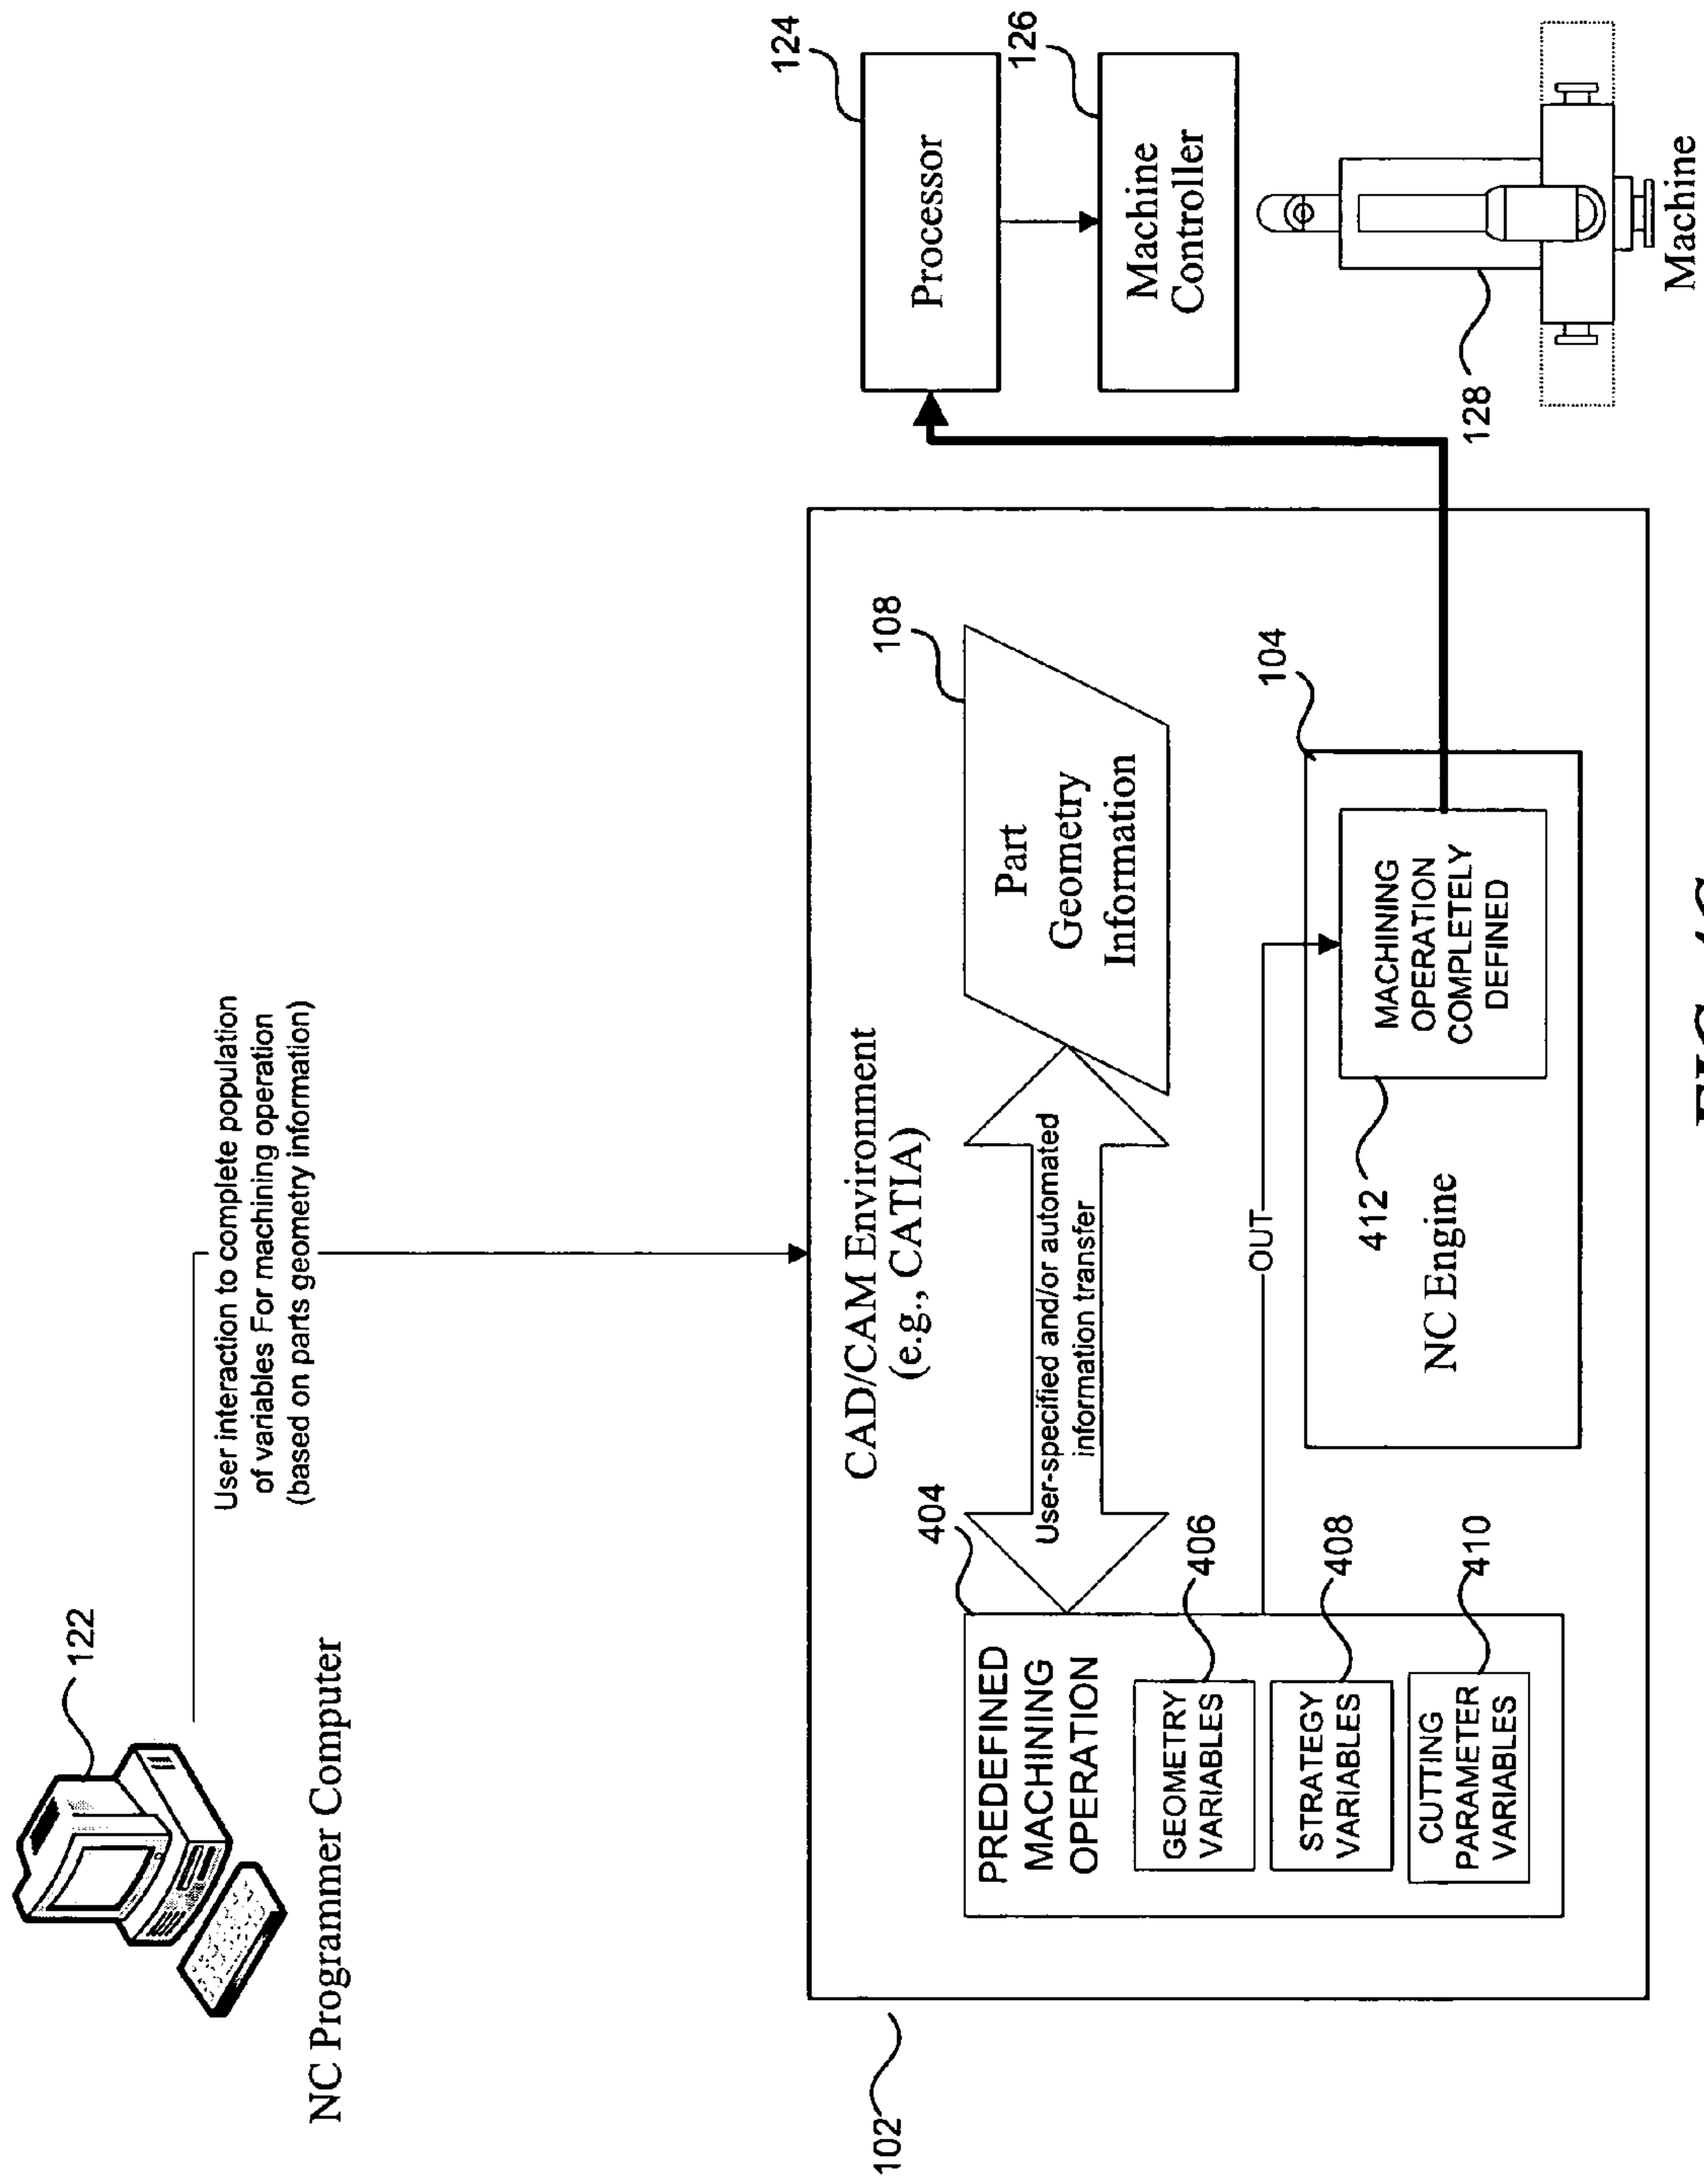 122
NC Programmer Computer
User interaction to complete population
of variables For machining operation
(based on parts geometry information)
102
CAD/CAM Environment
(e.g., CATIA)
404
PREDEFINED
MACHINING
OPERATION
GEOMETRY
VARIABLES
406
STRATEGY
VARIABLES
408
CUTTING
PARAMETER
VARIABLES
410
User-specified and/or automated
information transfer
108
Part
Geometry
Information
OUT
104
NC Engine
412
MACHINING
OPERATION
COMPLETELY
DEFINED
124
Processor
126
Machine
Controller
128
Machine
FIG.